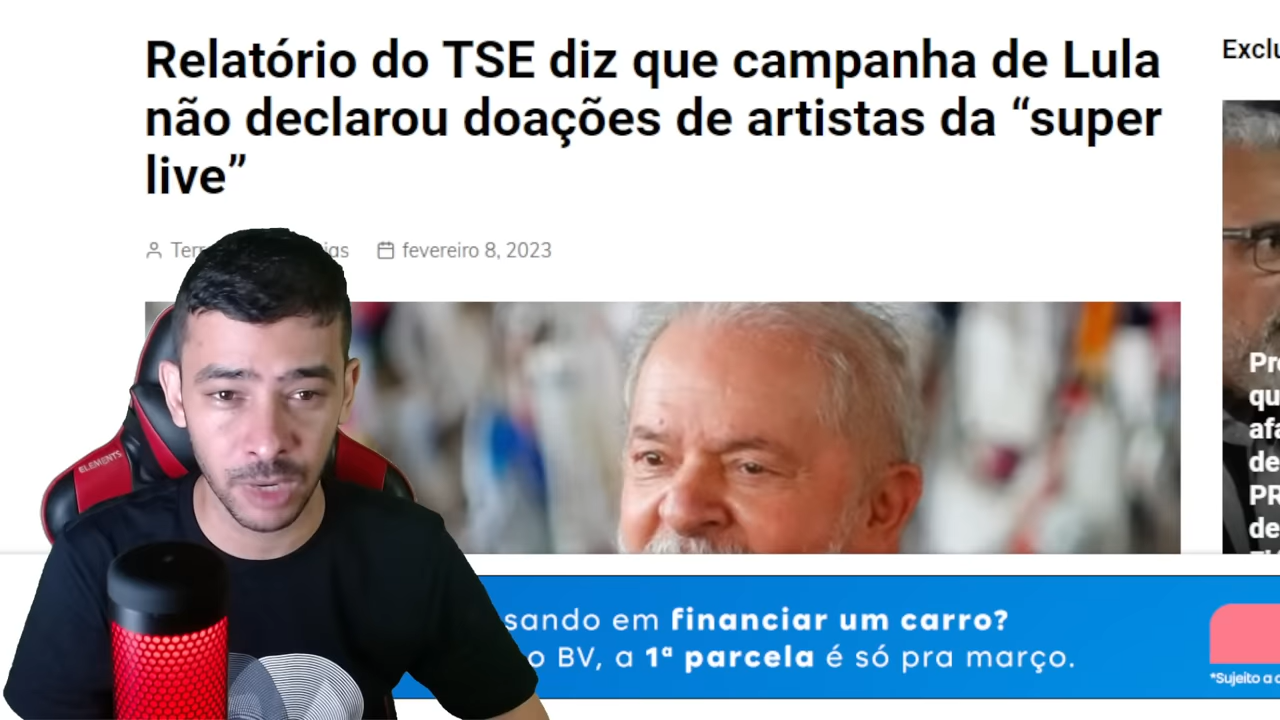 Relatório do TSE diz que campanha de Lula
não declarou doações de artistas da “super
live”
fevereiro 8, 2023
Exclu
ELEMENTS
sando em financiar um carro?
o BV, a 1ª parcela é só pra março.
*Sujeito a